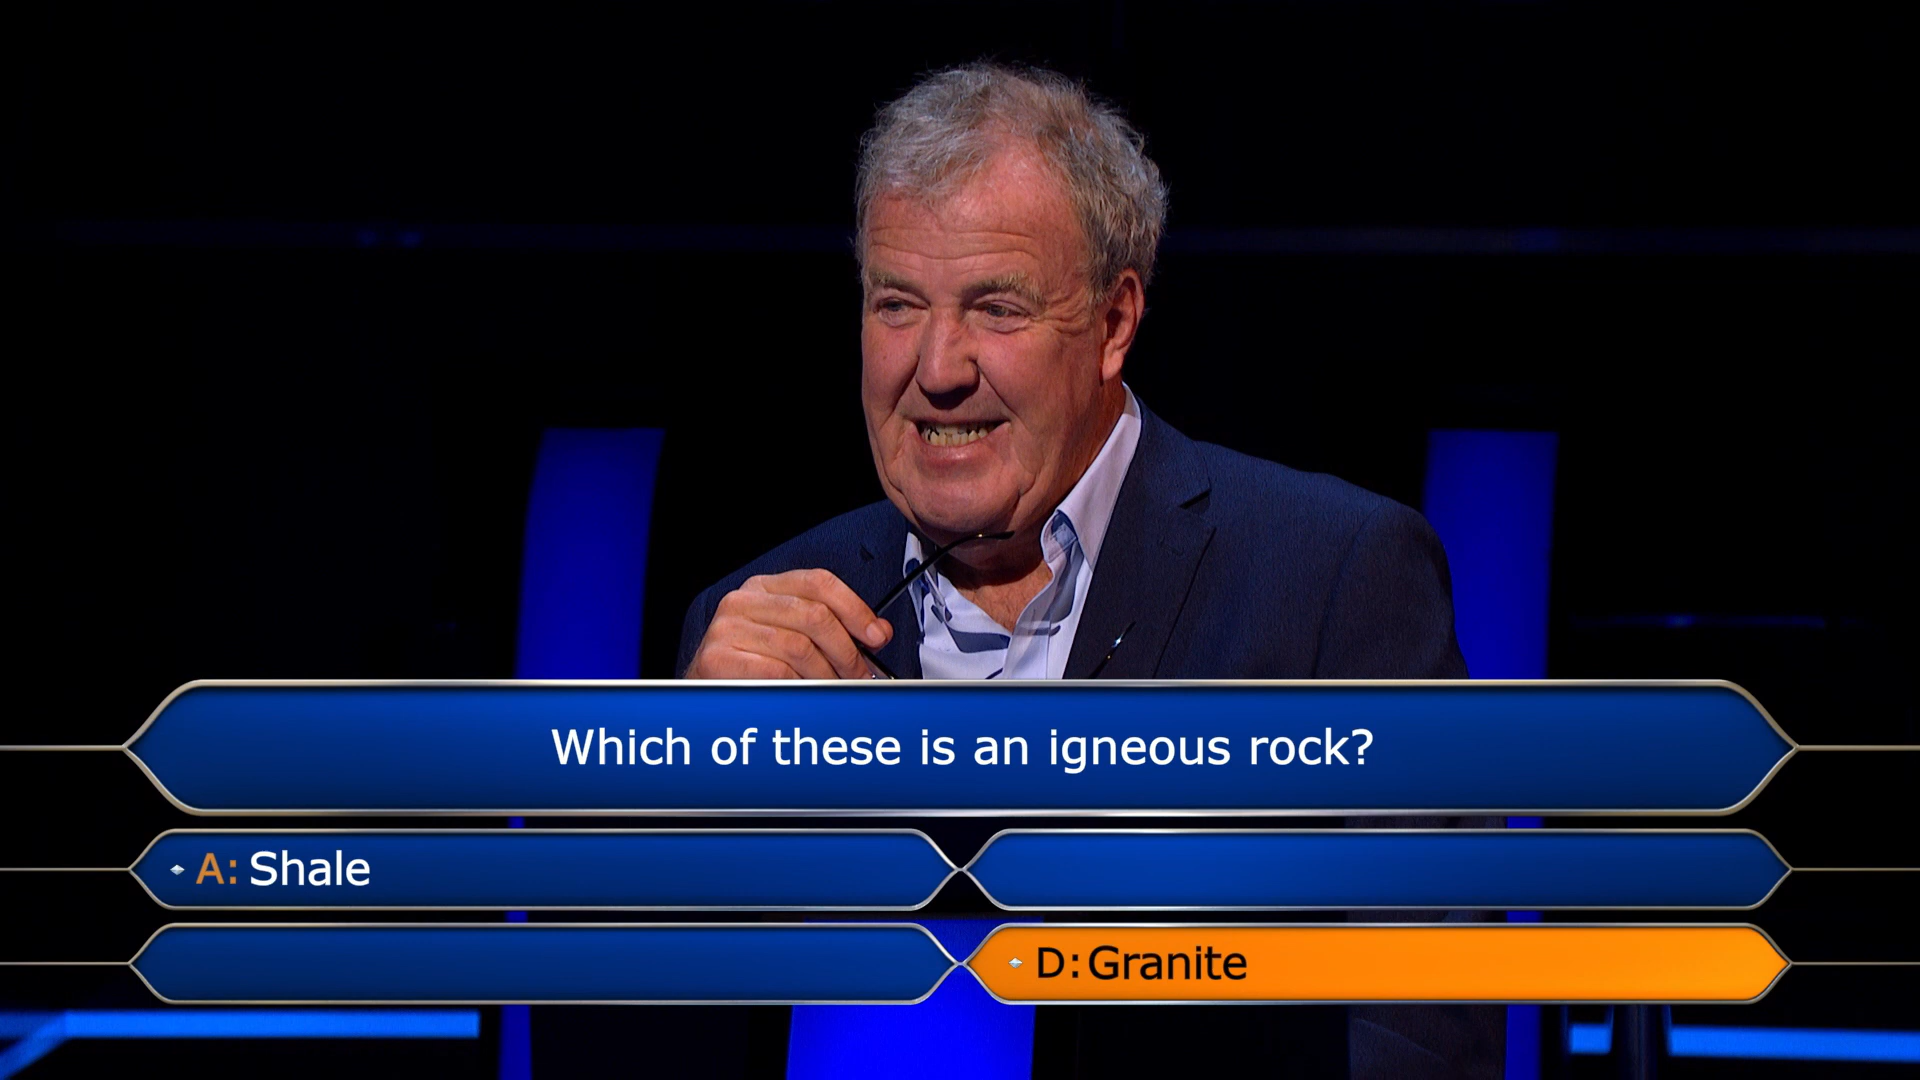 Which of these is an igneous rock?
A: Shale
D: Granite